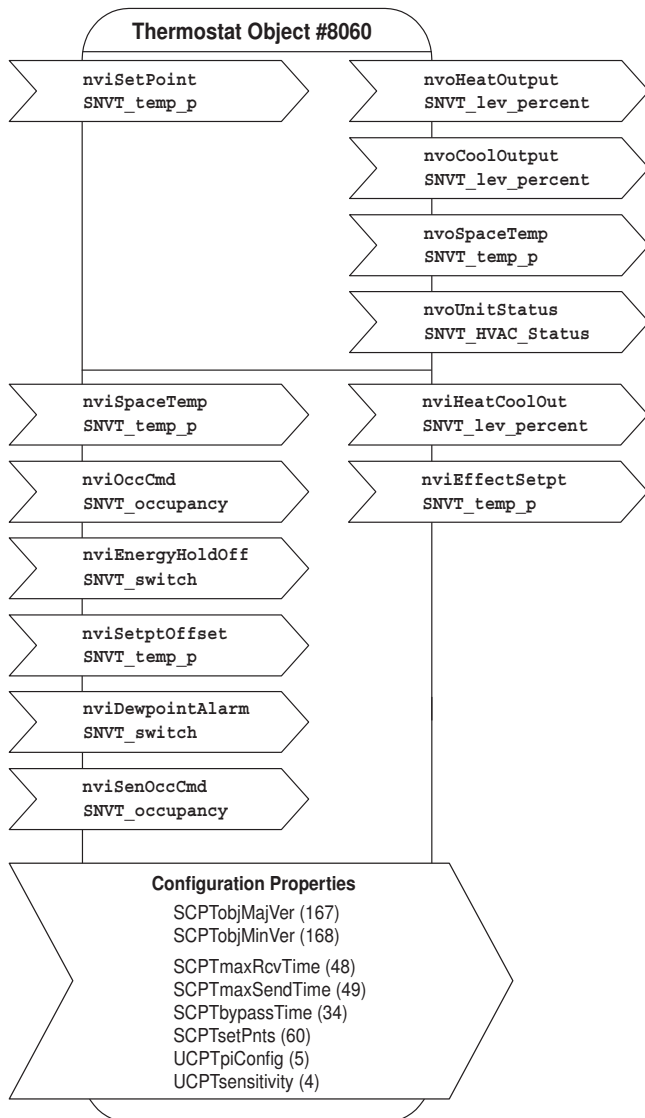 Thermostat Object #8060
nviSetPoint
SNVT_temp_p
nvoHeatOutput
SNVT_lev_percent
nvoCoolOutput
SNVT_lev_percent
nvoSpaceTemp
SNVT_temp_p
nvoUnitStatus
SNVT_HVAC_Status
nviSpaceTemp
SNVT_temp_p
nviHeatCoolOut
SNVT_lev_percent
nviOccCmd
SNVT_occupancy
nviEffectSetpt
SNVT_temp_p
nviEnergyHoldOff
SNVT_switch
nviSetptOffset
SNVT_temp_p
nviDewpointAlarm
SNVT_switch
nviSenOccCmd
SNVT_occupancy
Configuration Properties
SCPTobjMajVer (167)
SCPTobjMinVer (168)
SCPTmaxRcvTime (48)
SCPTmaxSendTime (49)
SCPTbypassTime (34)
SCPTsetPnts (60)
UCPTpiConfig (5)
UCPTsensitivity (4)